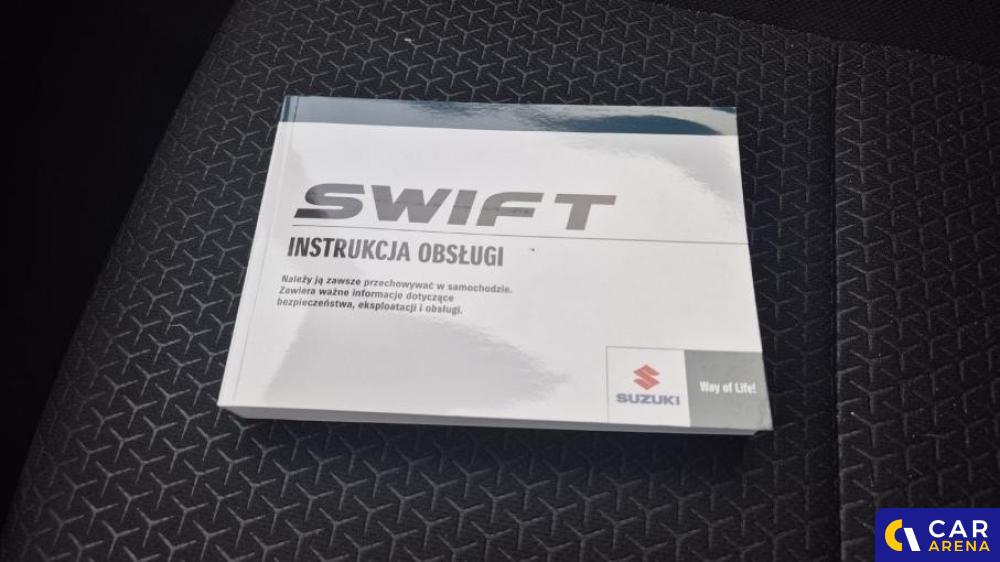 SWIFT
INSTRUKCJA OBSŁUGI
Należy ją zawsze przechowywać w samochodzie.
Zawiera ważne informacje dotyczące
bezpieczeństwa, eksploatacji i obsługi.
SUZUKI
Way of Life!
CAR
ARENA